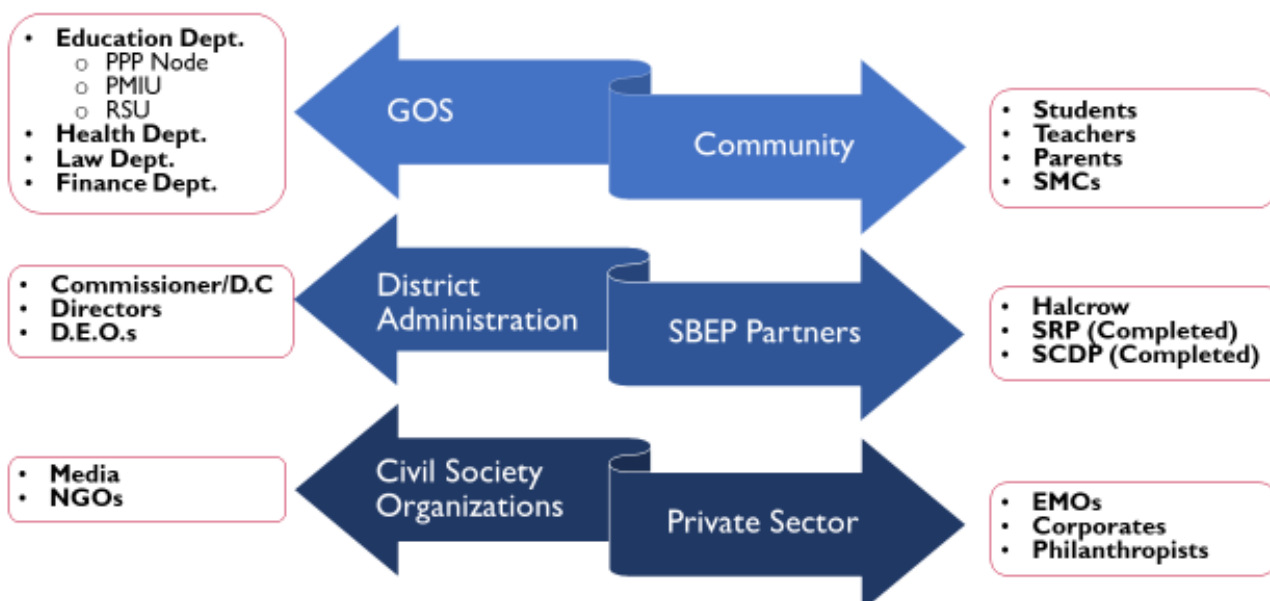 • Education Dept.
o PPP Node
o PMIU
o RSU
• Health Dept.
• Law Dept.
• Finance Dept.
GOS
Community
• Students
• Teachers
• Parents
• SMCs
• Commissioner/D.C
• Directors
• D.E.O.s
District
Administration
SBEP Partners
• Halcrow
• SRP (Completed)
• SCDP (Completed)
• Media
• NGOs
Civil Society
Organizations
Private Sector
• EMOs
• Corporates
• Philanthropists